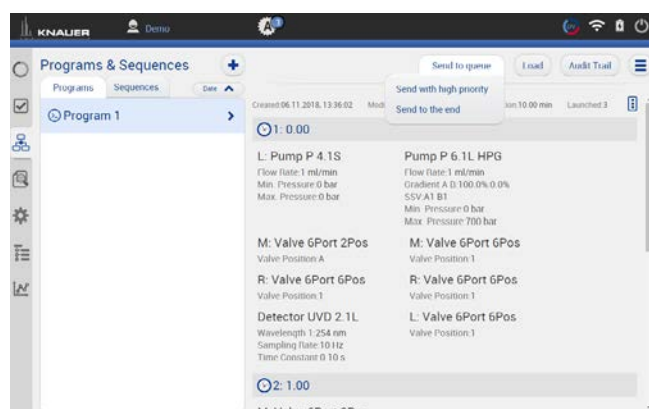 KNAUER
Demo
Programs & Sequences
Programs
Sequences
Date
Program 1
Send to queue
Load
Audit Trail
Send with high priority
Send to the end
Created:06.11.2018, 13:36:02
10.00 min
Launched:3
1: 0.00
L: Pump P 4.1S
Flow Rate:1 ml/min
Min. Pressure:0 bar
Max. Pressure:0 bar
Pump P 6.1L HPG
Flow Rate:1 ml/min
Gradient A D:100.0%:0.0%
SSV:A1 B1
Min. Pressure:0 bar
Max. Pressure:700 bar
M: Valve 6Port 2Pos
Valve Position:A
M: Valve 6Port 6Pos
Valve Position:1
R: Valve 6Port 6Pos
Valve Position:1
R: Valve 6Port 6Pos
Valve Position:1
Detector UVD 2.1L
Wavelength 1:254 nm
Sampling Rate:10 Hz
Time Constant:0.10 s
L: Valve 6Port 6Pos
Valve Position:1
2: 1.00